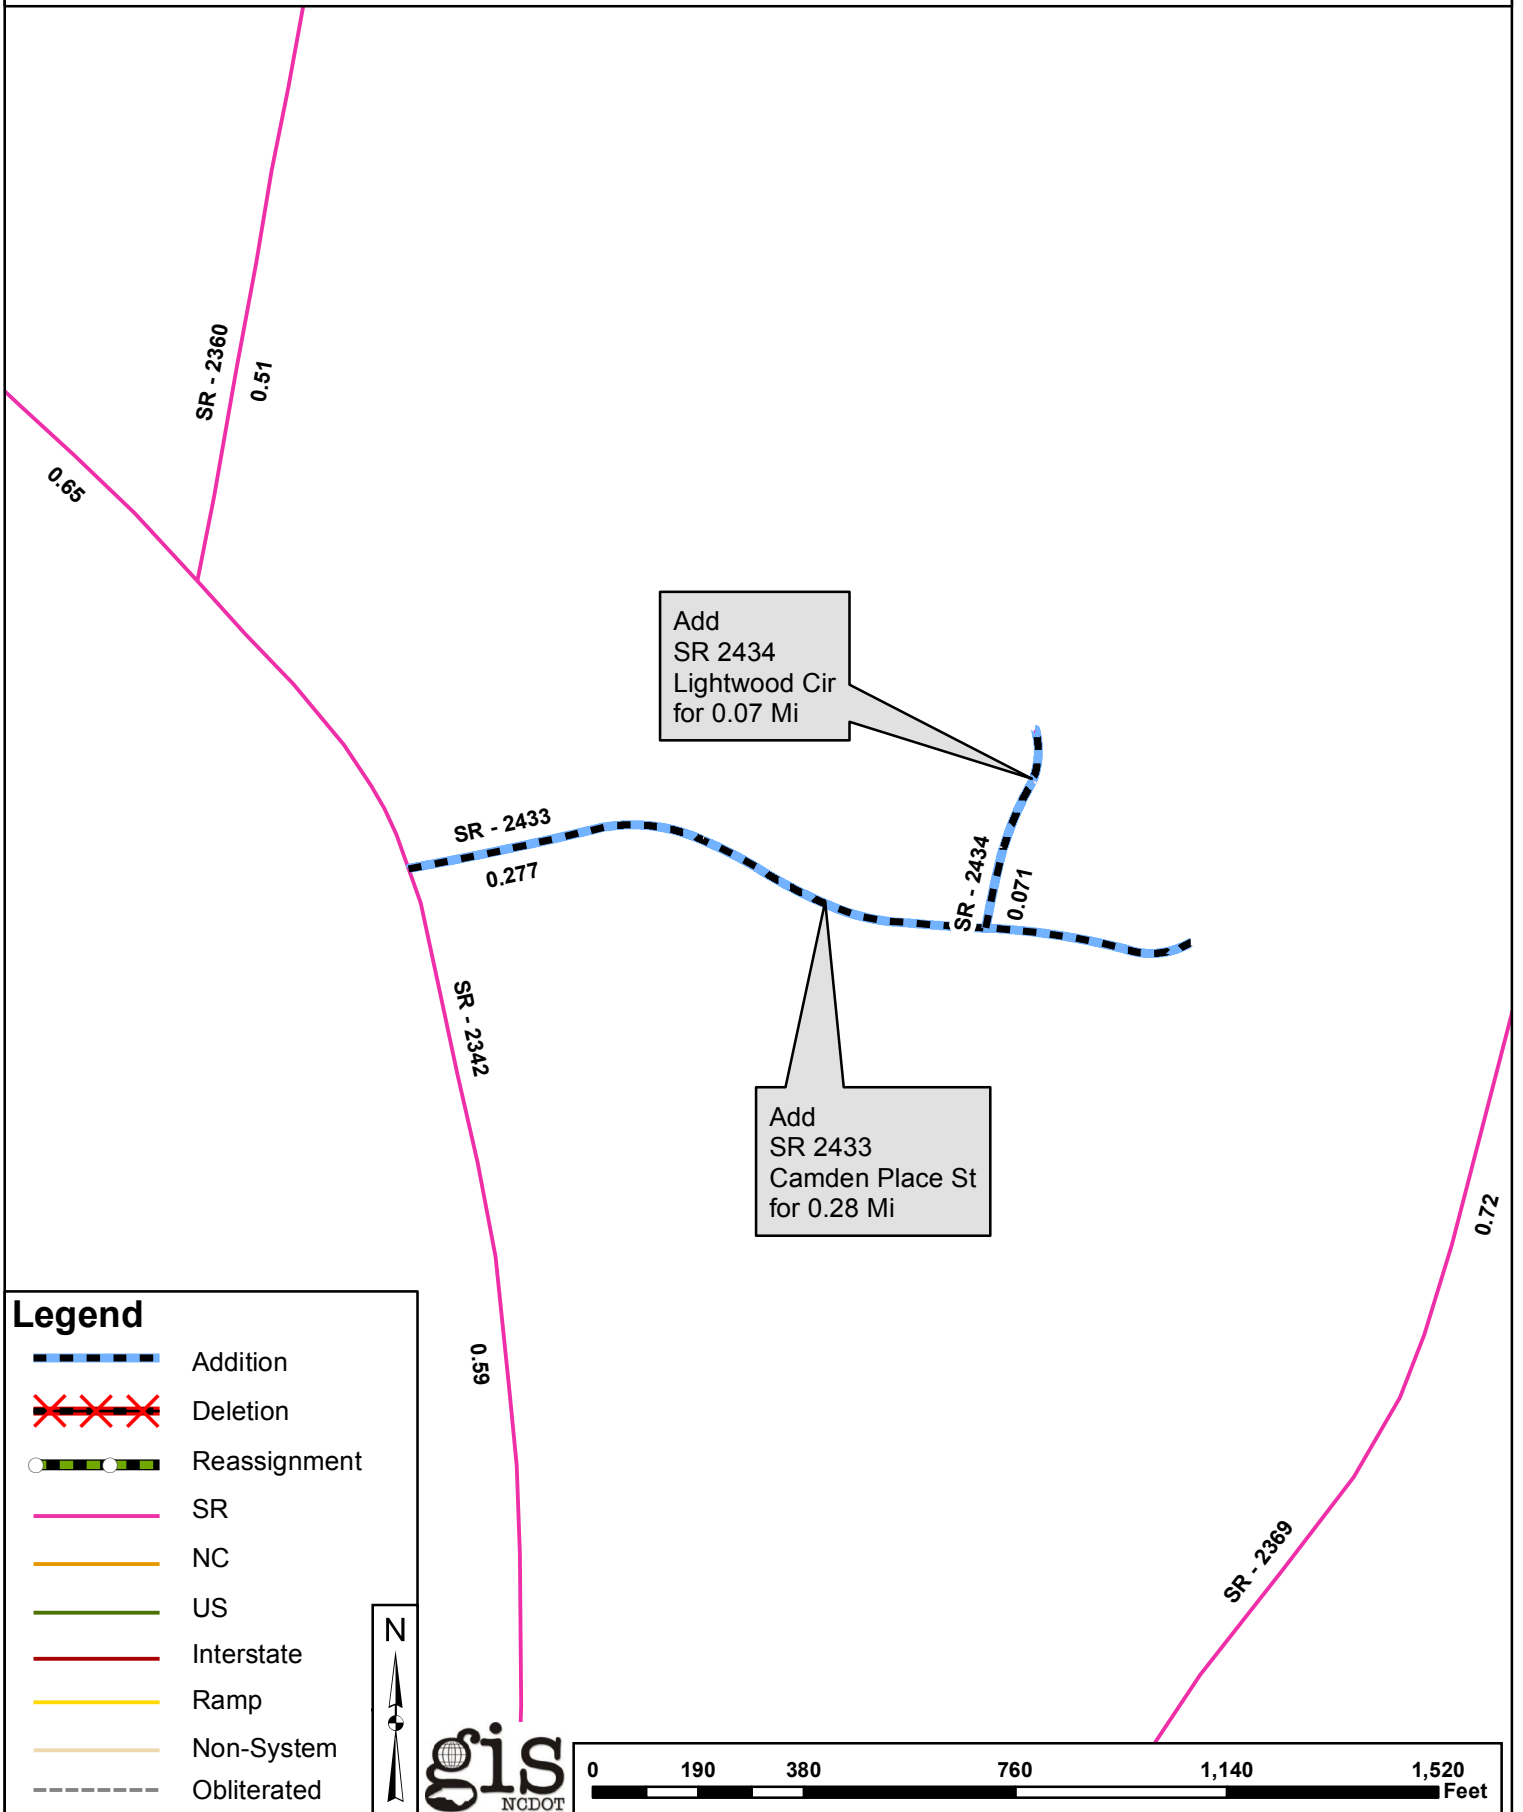 SR - 2360
0.51
0.65
Add
SR 2434
Lightwood Cir
for 0.07 Mi
SR - 2433
0.277
SR - 2434
0.071
SR - 2342
Add
SR 2433
Camden Place St
for 0.28 Mi
0.72
0.59
SR - 2369
Legend
Addition
Deletion
Reassignment
SR
NC
US
Interstate
Ramp
Non-System
Obliterated
N
gis
NCDOT
0 190 380 760 1,140 1,520
Feet